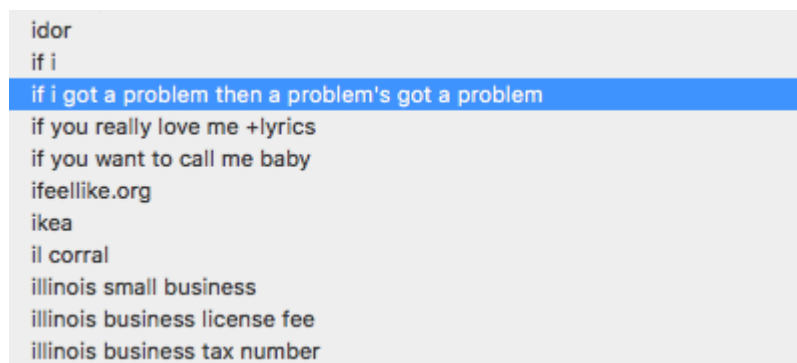 idor
if i
if i got a problem then a problem's got a problem
if you really love me +lyrics
if you want to call me baby
ifeellike.org
ikea
il corral
illinois small business
illinois business license fee
illinois business tax number